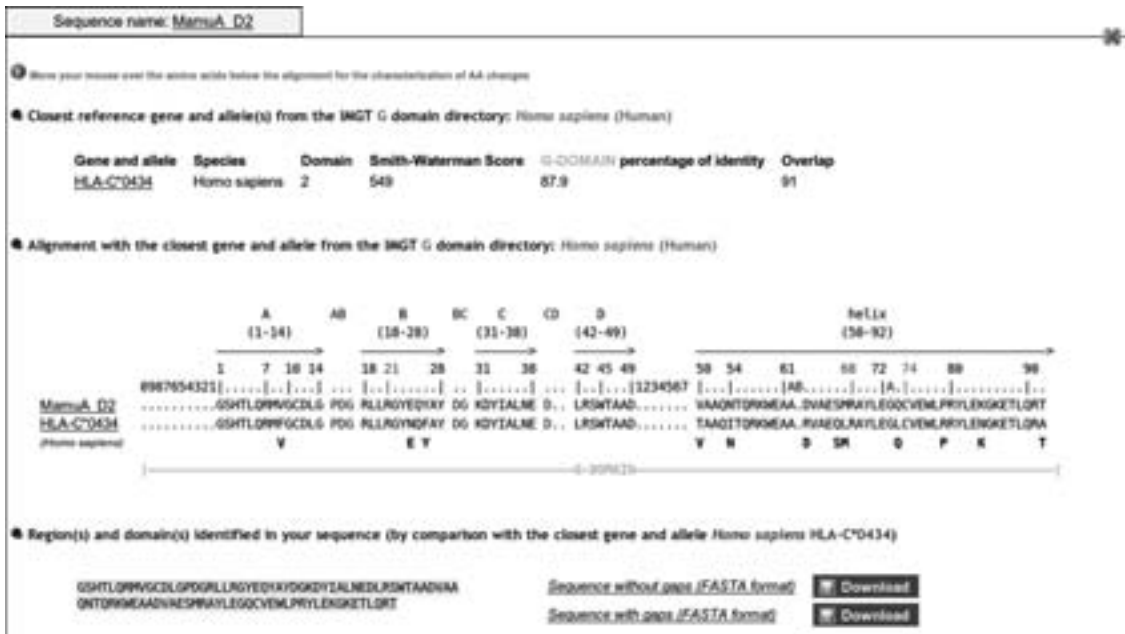 Sequence name: MamuA_D2
Move your mouse over the amino acids below the alignment for the characterization of AA changes
Closest reference gene and allele(s) from the IMGT G domain directory: Homo sapiens (Human)
Gene and allele Species Domain Smith-Waterman Score G-DOMAIN percentage of identity Overlap
HLA-C*0434 Homo sapiens 2 549 87.9 91
Alignment with the closest gene and allele from the IMGT G domain directory: Homo sapiens (Human)
A AB B BC C CD D helix
(1-14) (18-28) (31-38) (42-49) (50-92)
1 7 10 14 18 21 28 31 38 42 45 49 50 54 61 68 72 74 80 90
0987654321|.....|..|...| ... |..|......| .. |......| ... |..|...|1234567 |...|......|AB......|...|A.|.....|.........|..
MamuA_D2 ..........GSHTLQRMVGCDLG PDG RLLRGYEQYAY DG KDYIALNE D.. LRSWTAAD....... VAAQNTQRKWEAA.DVAESMRAYLEGQCVEWLPRYLEKGKETLQRT
HLA-C*0434 ..........GSHTLQRMFGCDLG PDG RLLRGYNQFAY DG KDYIALNE D.. LRSWTAAD....... TAAQITQRKWEAA.RVAEQLRAYLEGLCVEWLRRYLENGKETLQRA
(Homo sapiens) V E Y V N D SM Q P K T
G-DOMAIN
Region(s) and domain(s) identified in your sequence (by comparison with the closest gene and allele Homo sapiens HLA-C*0434)
GSHTLQRMVGCDLGPDGRLLRGYEQYAYDGKDYIALNEDLRSWTAADVAA
QNTQRKWEAADVAESMRAYLEGQCVEWLPRYLEKGKETLQRT
Sequence without gaps (FASTA format) Download
Sequence with gaps (FASTA format) Download